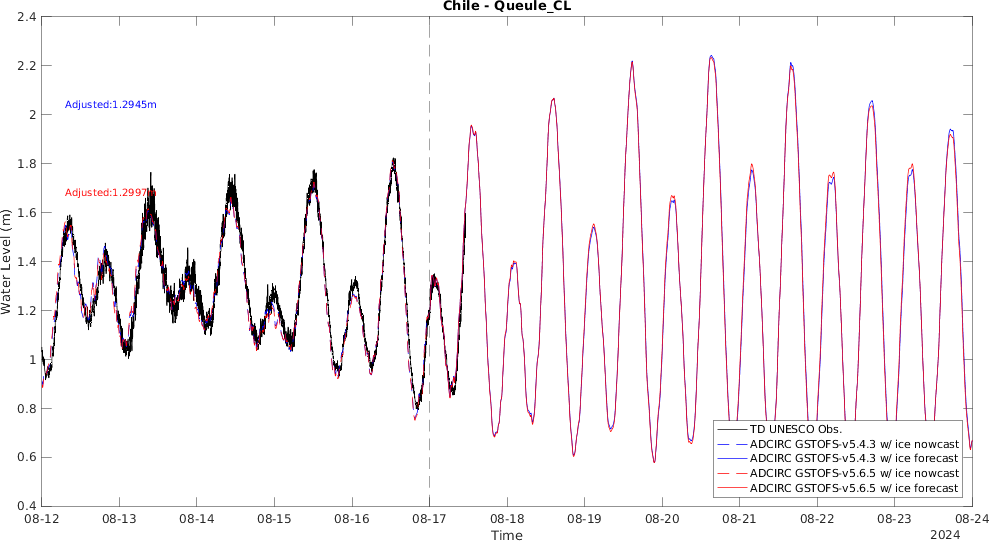 Chile - Queule_CL
Water Level (m)
2.4
2.2
2
1.8
1.6
1.4
1.2
1
0.8
0.6
0.4
Adjusted:1.2945m
Adjusted:1.2997m
TD UNESCO Obs.
ADCIRC GSTOFS-v5.4.3 w/ ice nowcast
ADCIRC GSTOFS-v5.4.3 w/ ice forecast
ADCIRC GSTOFS-v5.6.5 w/ ice nowcast
ADCIRC GSTOFS-v5.6.5 w/ ice forecast
08-12 08-13 08-14 08-15 08-16 08-17 08-18 08-19 08-20 08-21 08-22 08-23 08-24
Time
2024